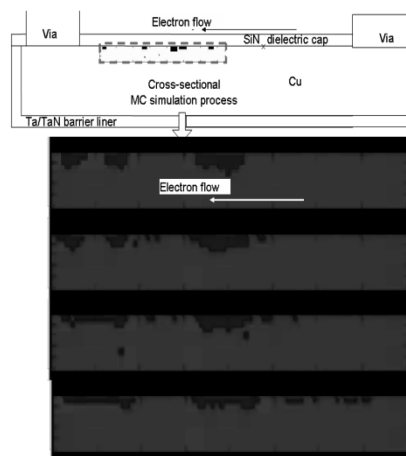 Electron flow
Via
SiN dielectric cap
Via
Cross-sectional
MC simulation process
Cu
Ta/TaN barrier liner
Electron flow